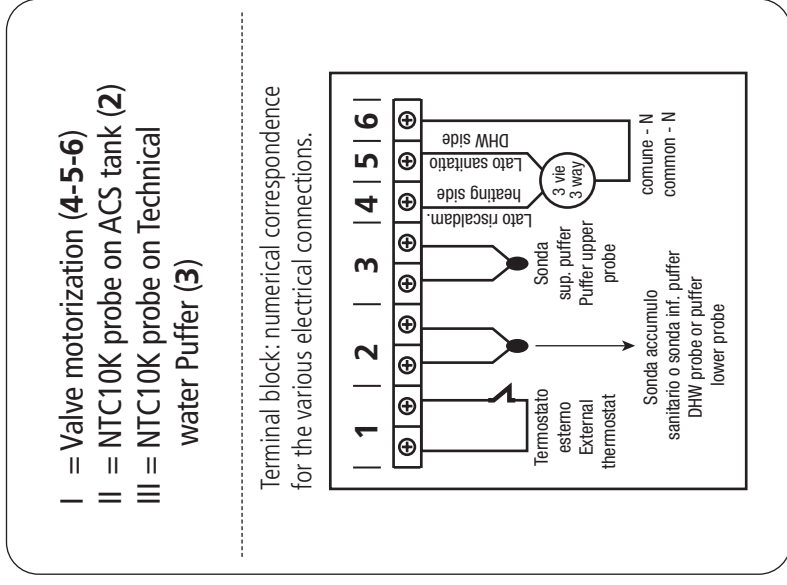 I = Valve motorization (4-5-6)
II = NTC10K probe on ACS tank (2)
III = NTC10K probe on Technical
water Puffer (3)
Terminal block: numerical correspondence
for the various electrical connections.
1 2 3 4 5 6
Termostato
esterno
External
thermostat
Sonda accumulo
sanitario o sonda inf. puffer
DHW probe or puffer
lower probe
Sonda
sup. puffer
Puffer upper
probe
Lato riscaldam.
heating side
Lato sanitatio
DHW side
3 vie
3 way
comune - N
common - N